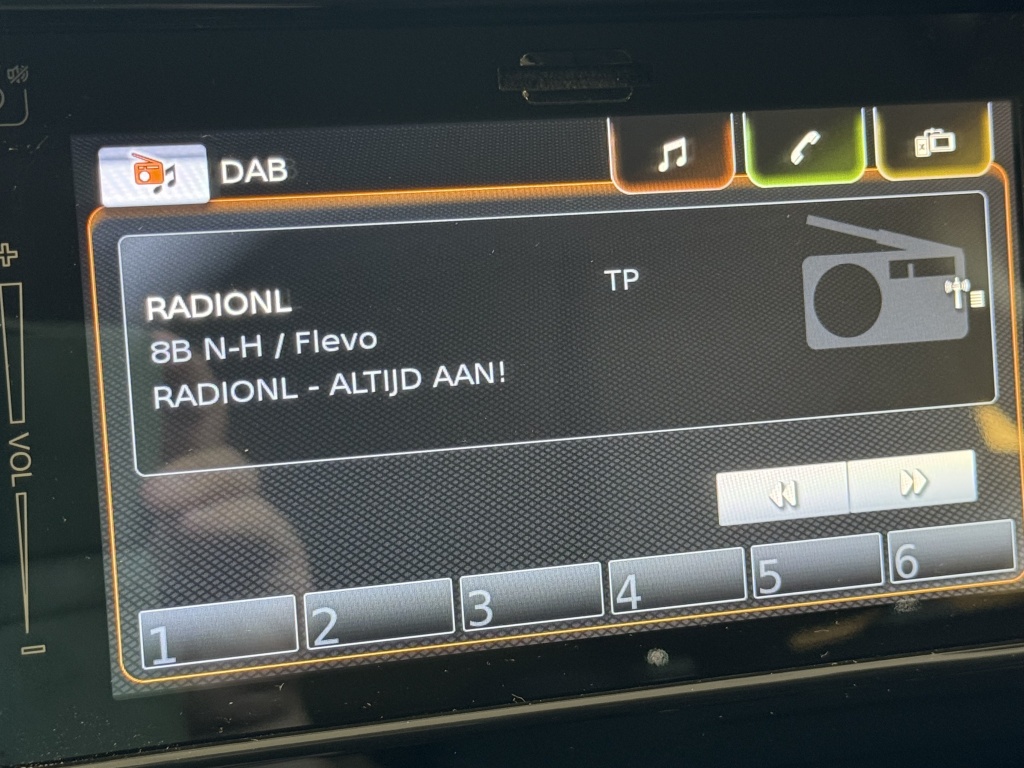 DAB
TP
RADIONL
8B N-H / Flevo
RADIONL - ALTIJD AAN!
VOL
1 2 3 4 5 6